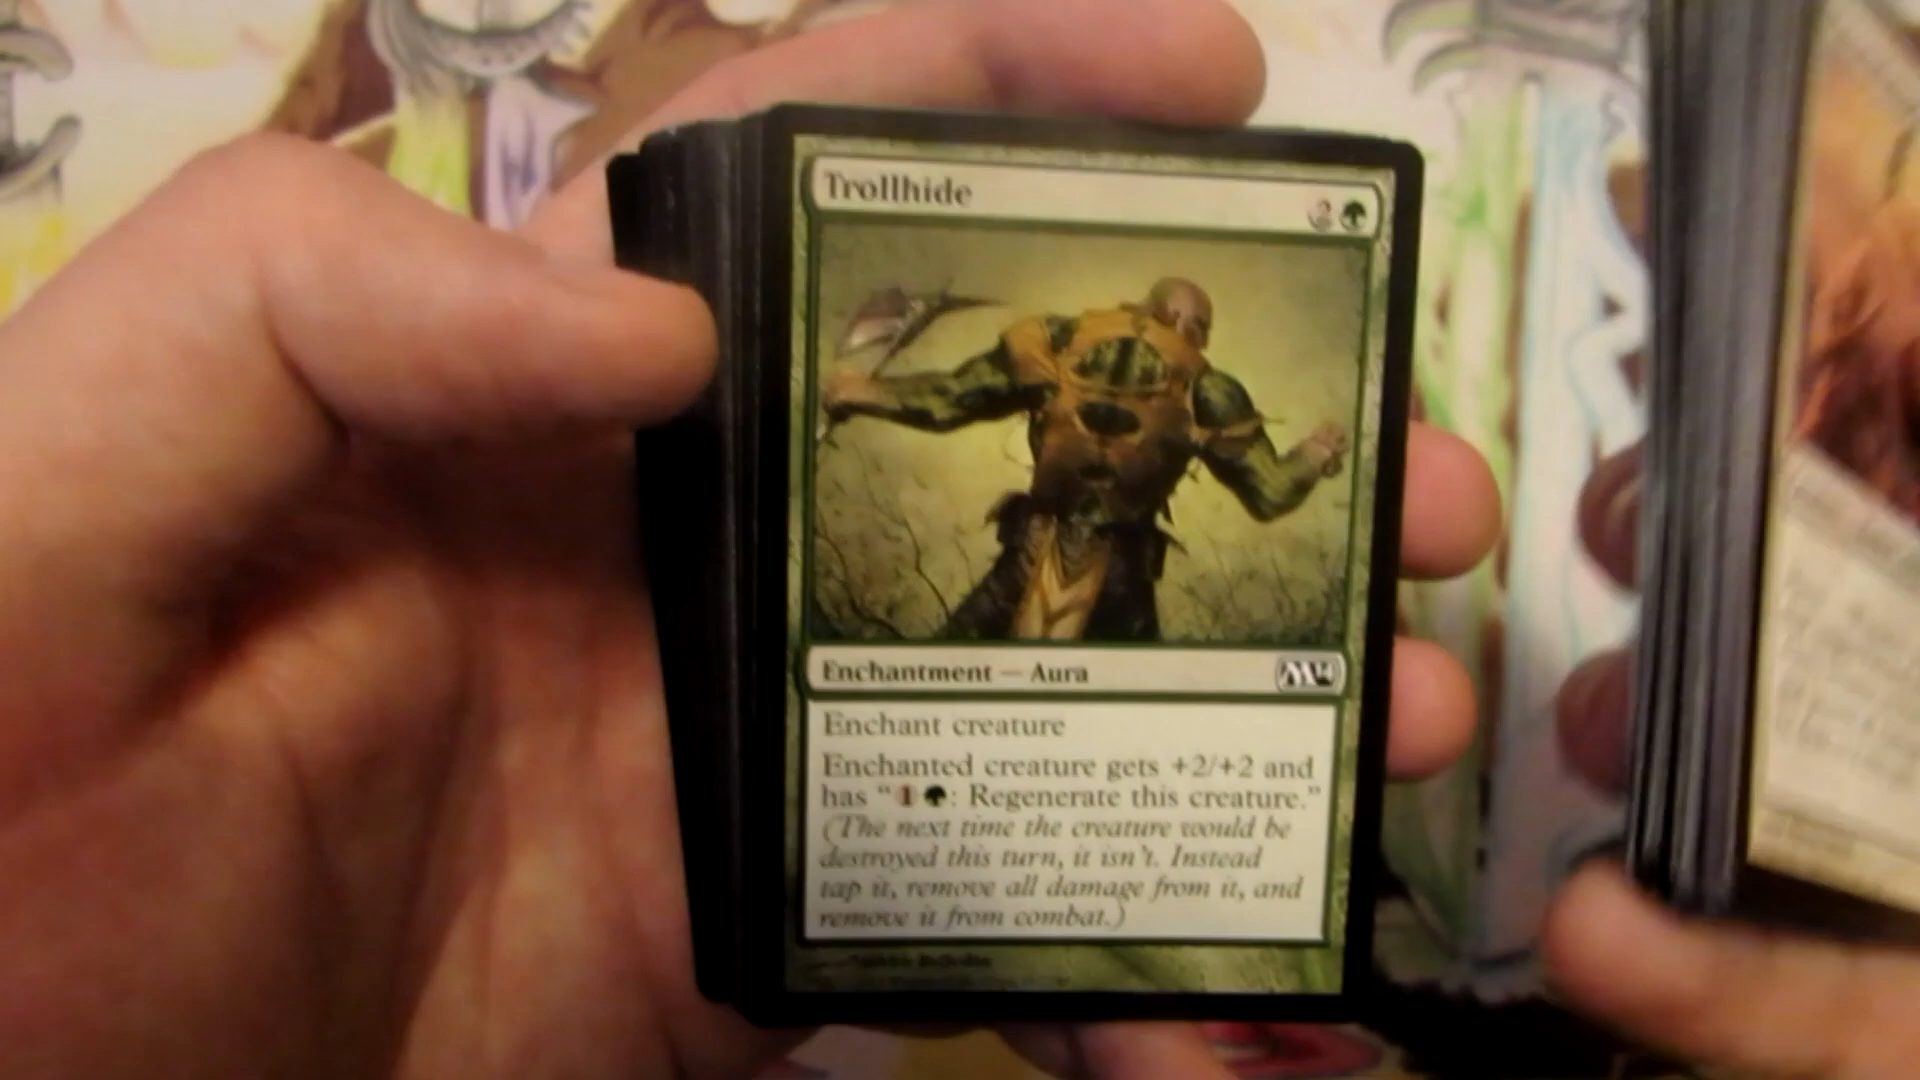 Trollhide
2
Enchantment — Aura
M14
Enchant creature
Enchanted creature gets +2/+2 and
has “1 : Regenerate this creature.”
(The next time the creature would be
destroyed this turn, it isn't. Instead
tap it, remove all damage from it, and
remove it from combat.)